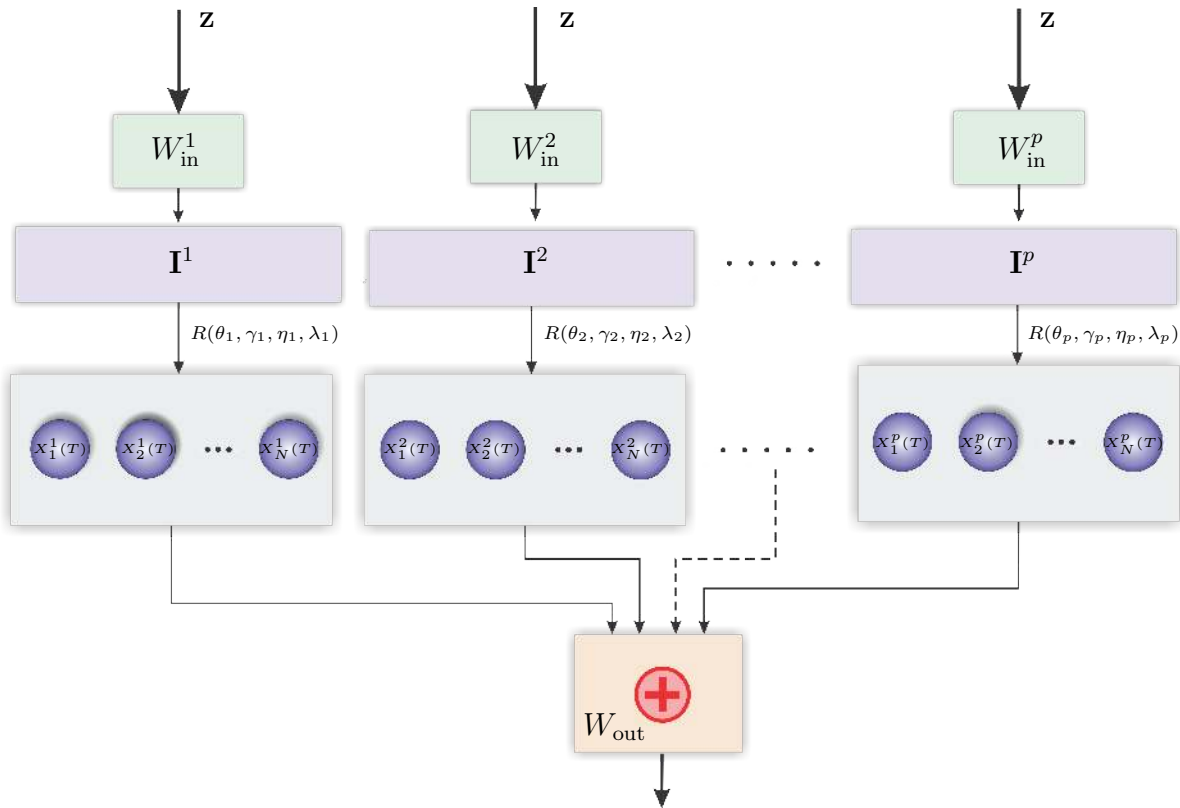 z z z
W_in^1 W_in^2 W_in^p
I^1 I^2 . . . . . I^p
R(θ_1, γ_1, η_1, λ_1) R(θ_2, γ_2, η_2, λ_2) R(θ_p, γ_p, η_p, λ_p)
X_1^1(T) X_2^1(T) ... X_N^1(T) X_1^2(T) X_2^2(T) ... X_N^2(T) . . . . . . X_1^p(T) X_2^p(T) ... X_N^p(T)
+
W_out